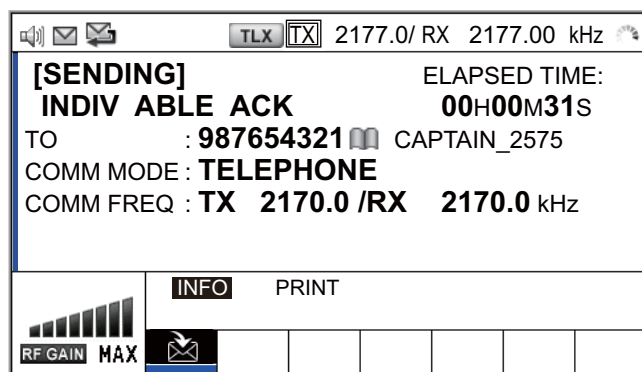 TLX TX 2177.0/ RX 2177.00 kHz
[SENDING] ELAPSED TIME:
INDIV ABLE ACK 00H00M31S
TO : 987654321 CAPTAIN_2575
COMM MODE : TELEPHONE
COMM FREQ : TX 2170.0 /RX 2170.0 kHz
INFO PRINT
RF GAIN MAX